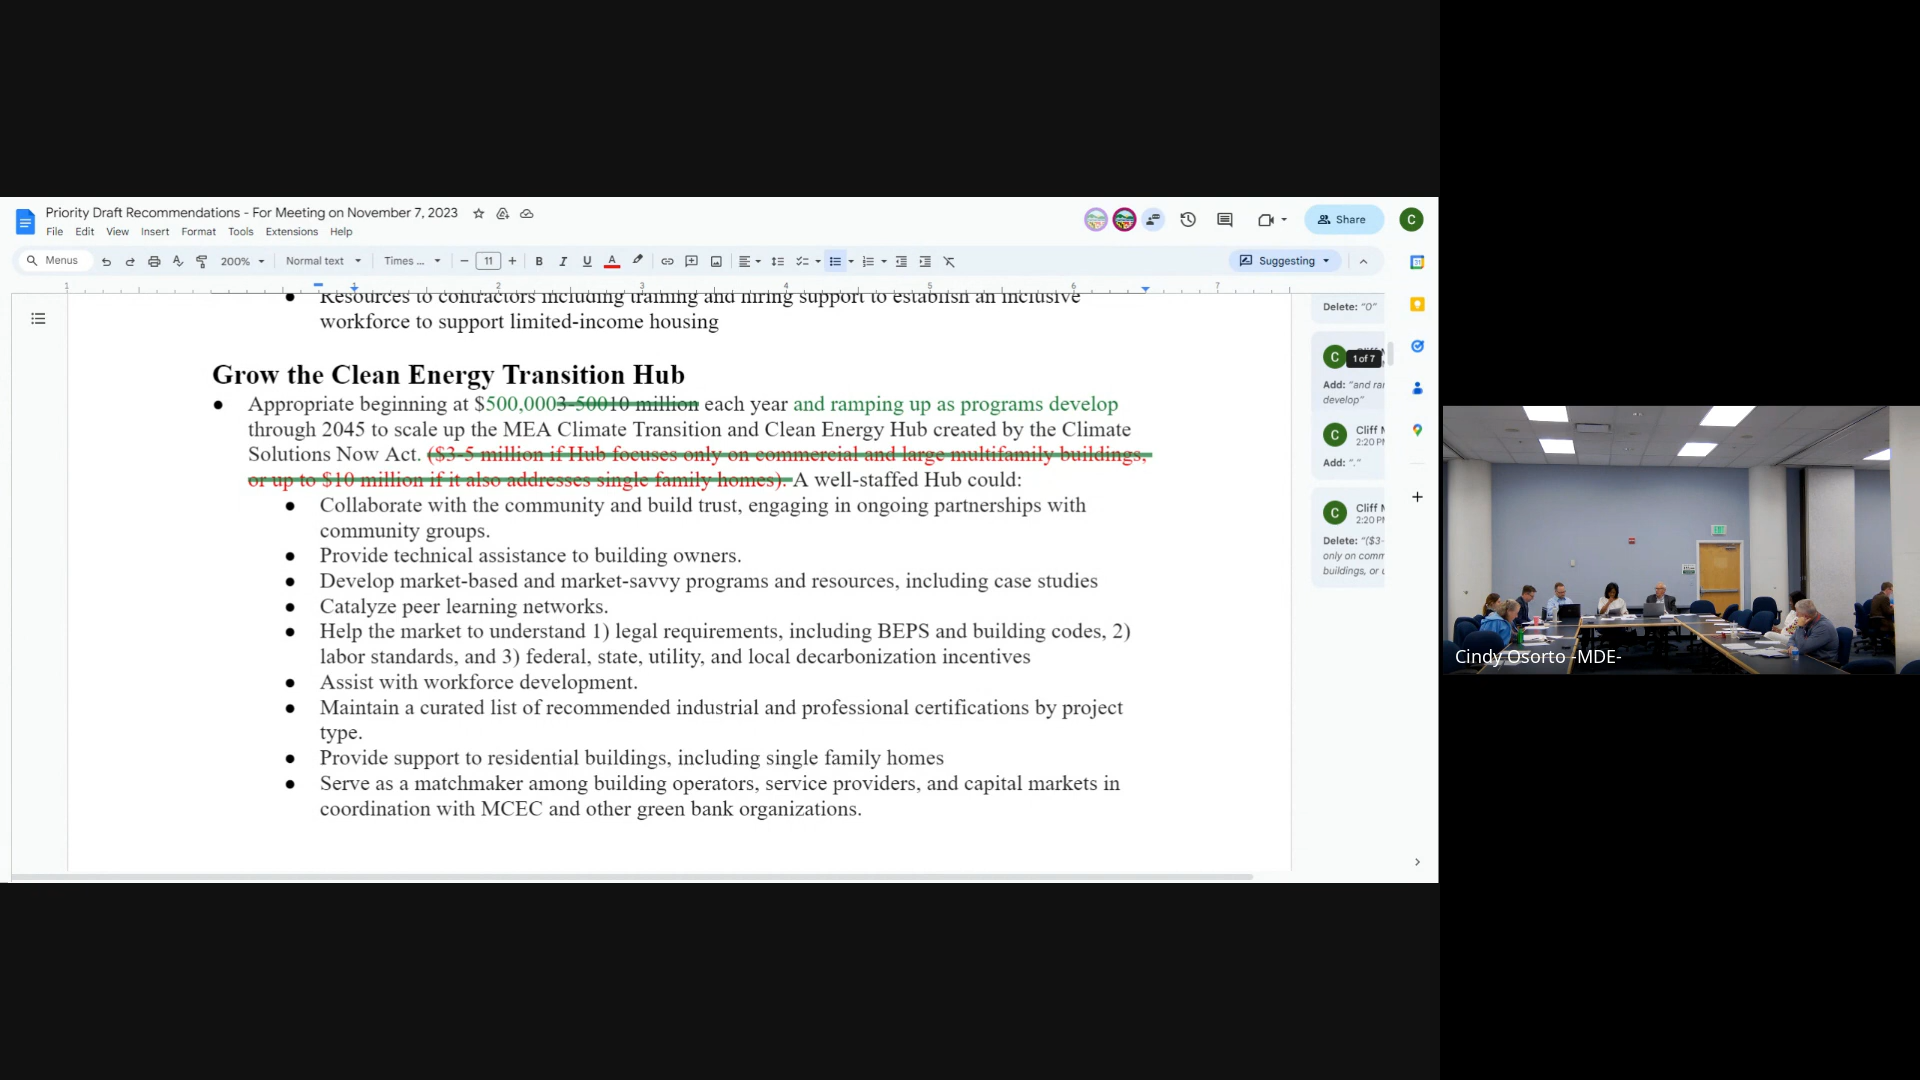 Priority Draft Recommendations - For Meeting on November 7, 2023
File Edit View Insert Format Tools Extensions Help
Share
C
Menus
200%
Normal text
Times ...
11
Suggesting
1 1 2 3 4 5 6 7
Resources to contractors including training and hiring support to establish an inclusive
workforce to support limited-income housing
Grow the Clean Energy Transition Hub
Appropriate beginning at $500,0003-50010 million each year and ramping up as programs develop
through 2045 to scale up the MEA Climate Transition and Clean Energy Hub created by the Climate
Solutions Now Act. ($3-5 million if Hub focuses only on commercial and large multifamily buildings,
or up to $10 million if it also addresses single family homes). A well-staffed Hub could:
Collaborate with the community and build trust, engaging in ongoing partnerships with
community groups.
Provide technical assistance to building owners.
Develop market-based and market-savvy programs and resources, including case studies
Catalyze peer learning networks.
Help the market to understand 1) legal requirements, including BEPS and building codes, 2)
labor standards, and 3) federal, state, utility, and local decarbonization incentives
Assist with workforce development.
Maintain a curated list of recommended industrial and professional certifications by project
type.
Provide support to residential buildings, including single family homes
Serve as a matchmaker among building operators, service providers, and capital markets in
coordination with MCEC and other green bank organizations.
Delete: "0"
C
1 of 7
Add: "and ra
develop"
C
Cliff
2:20 P
Add: "."
C
Cliff
2:20 P
Delete: "($3-
only on comm
buildings, or
Cindy Osorto -MDE-